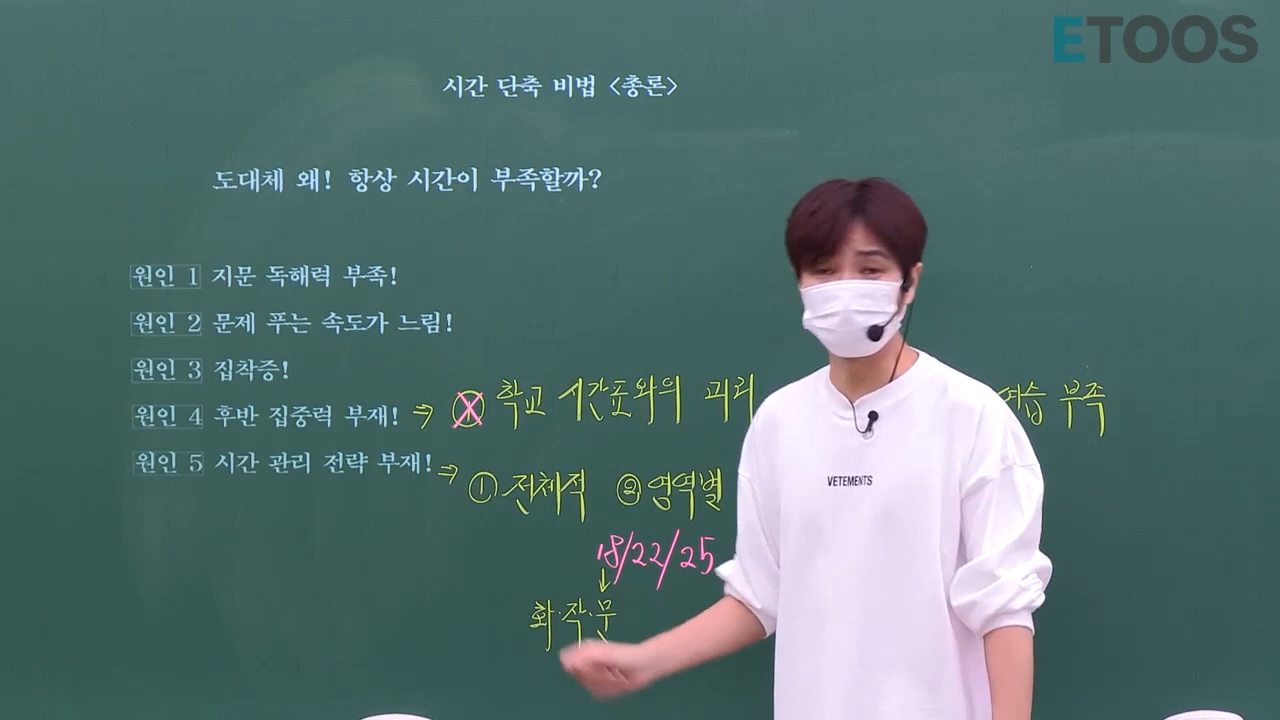 ETOOS
시간 단축 비법 <총론>
도대체 왜! 항상 시간이 부족할까?
원인 1 지문 독해력 부족!
원인 2 문제 푸는 속도가 느림!
원인 3 집착증!
원인 4 후반 집중력 부재! ⇒ ① 학교 시간표와의 괴리 연습 부족
원인 5 시간 관리 전략 부재! ⇒ ① 전체적 ② 영역별
18/22/25
↓
화·작·문
VETEMENTS